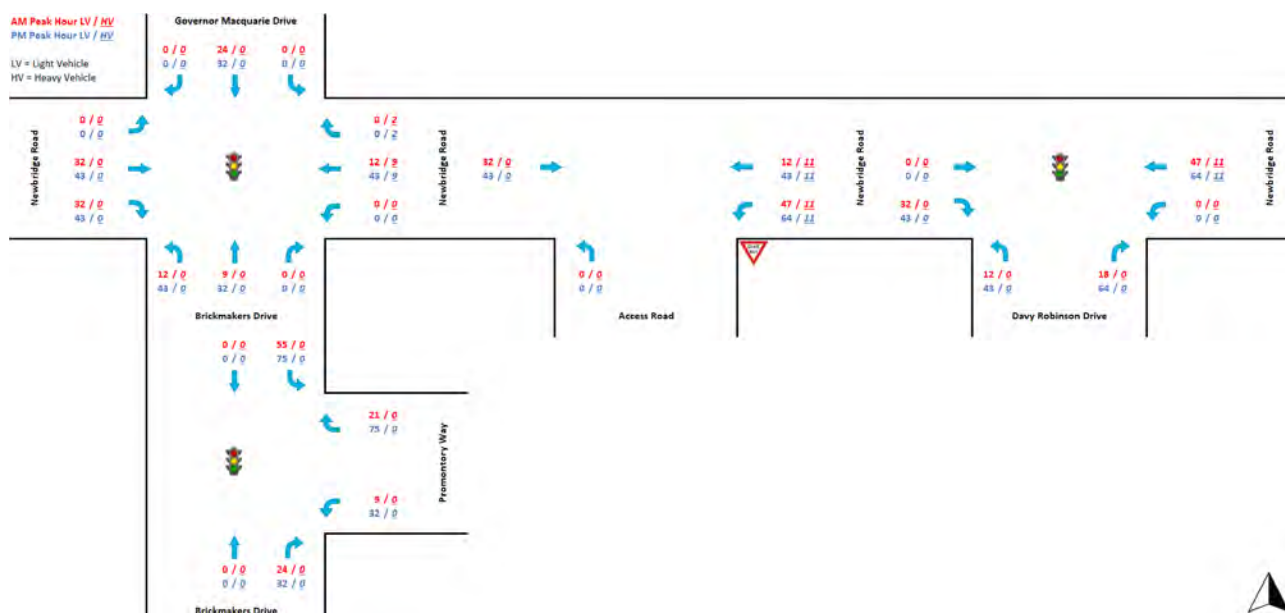 AM Peak Hour LV / HV
PM Peak Hour LV / HV
LV = Light Vehicle
HV = Heavy Vehicle
Governor Macquarie Drive
0 / 0 24 / 0 0 / 0
0 / 0 32 / 0 0 / 0
Newbridge Road
0 / 0
0 / 0
32 / 0
43 / 0
32 / 0
43 / 0
0 / 2
0 / 2
12 / 9
43 / 9
0 / 0
0 / 0
Newbridge Road
12 / 0 9 / 0 0 / 0
43 / 0 32 / 0 0 / 0
Brickmakers Drive
32 / 0
43 / 0
12 / 11
43 / 11
47 / 11
64 / 11
0 / 0
0 / 0
Access Road
Newbridge Road
0 / 0
0 / 0
32 / 0
43 / 0
47 / 11
64 / 11
0 / 0
0 / 0
Newbridge Road
12 / 0 18 / 0
43 / 0 64 / 0
Davy Robinson Drive
0 / 0 55 / 0
0 / 0 75 / 0
21 / 0
75 / 0
9 / 0
32 / 0
Promontory Way
0 / 0 24 / 0
0 / 0 32 / 0
Brickmakers Drive